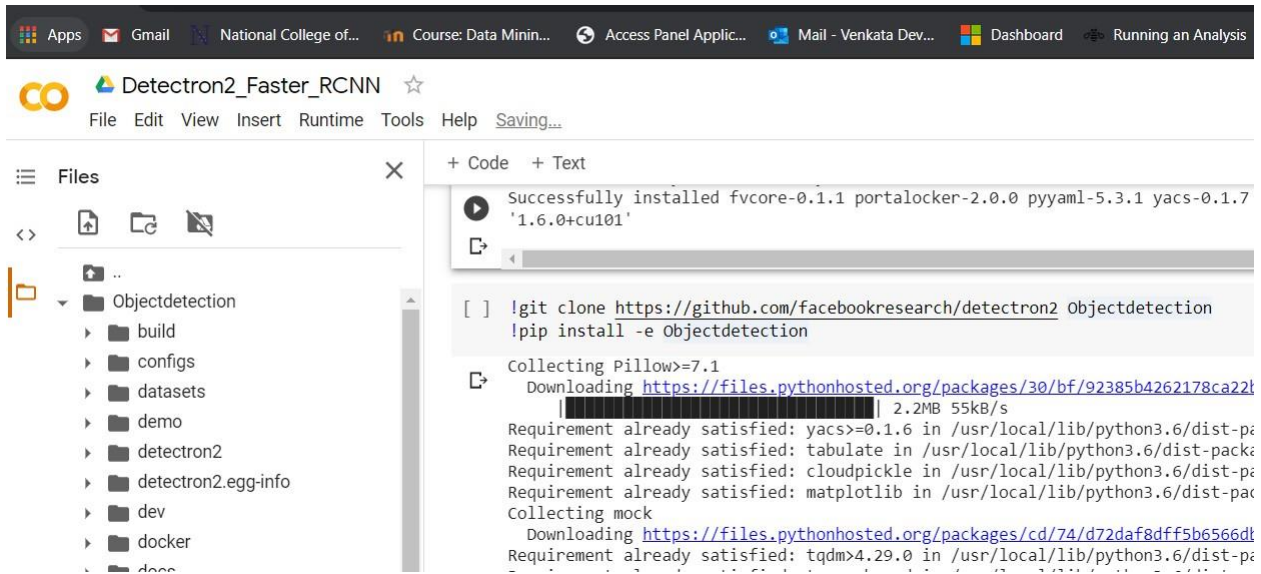 Apps Gmail National College of... Course: Data Minin... Access Panel Applic... Mail - Venkata Dev... Dashboard Running an Analysis
Detectron2_Faster_RCNN
File Edit View Insert Runtime Tools Help Saving...
Files
+ Code + Text
Successfully installed fvcore-0.1.1 portalocker-2.0.0 pyyaml-5.3.1 yacs-0.1.7
'1.6.0+cu101'
..
Objectdetection
build
configs
datasets
demo
detectron2
detectron2.egg-info
dev
docker
docs
[ ] !git clone https://github.com/facebookresearch/detectron2 Objectdetection
!pip install -e Objectdetection
Collecting Pillow>=7.1
Downloading https://files.pythonhosted.org/packages/30/bf/92385b4262178ca22b
2.2MB 55kB/s
Requirement already satisfied: yacs>=0.1.6 in /usr/local/lib/python3.6/dist-pa
Requirement already satisfied: tabulate in /usr/local/lib/python3.6/dist-packa
Requirement already satisfied: cloudpickle in /usr/local/lib/python3.6/dist-pa
Requirement already satisfied: matplotlib in /usr/local/lib/python3.6/dist-pac
Collecting mock
Downloading https://files.pythonhosted.org/packages/cd/74/d72daf8dff5b6566db
Requirement already satisfied: tqdm>4.29.0 in /usr/local/lib/python3.6/dist-pa